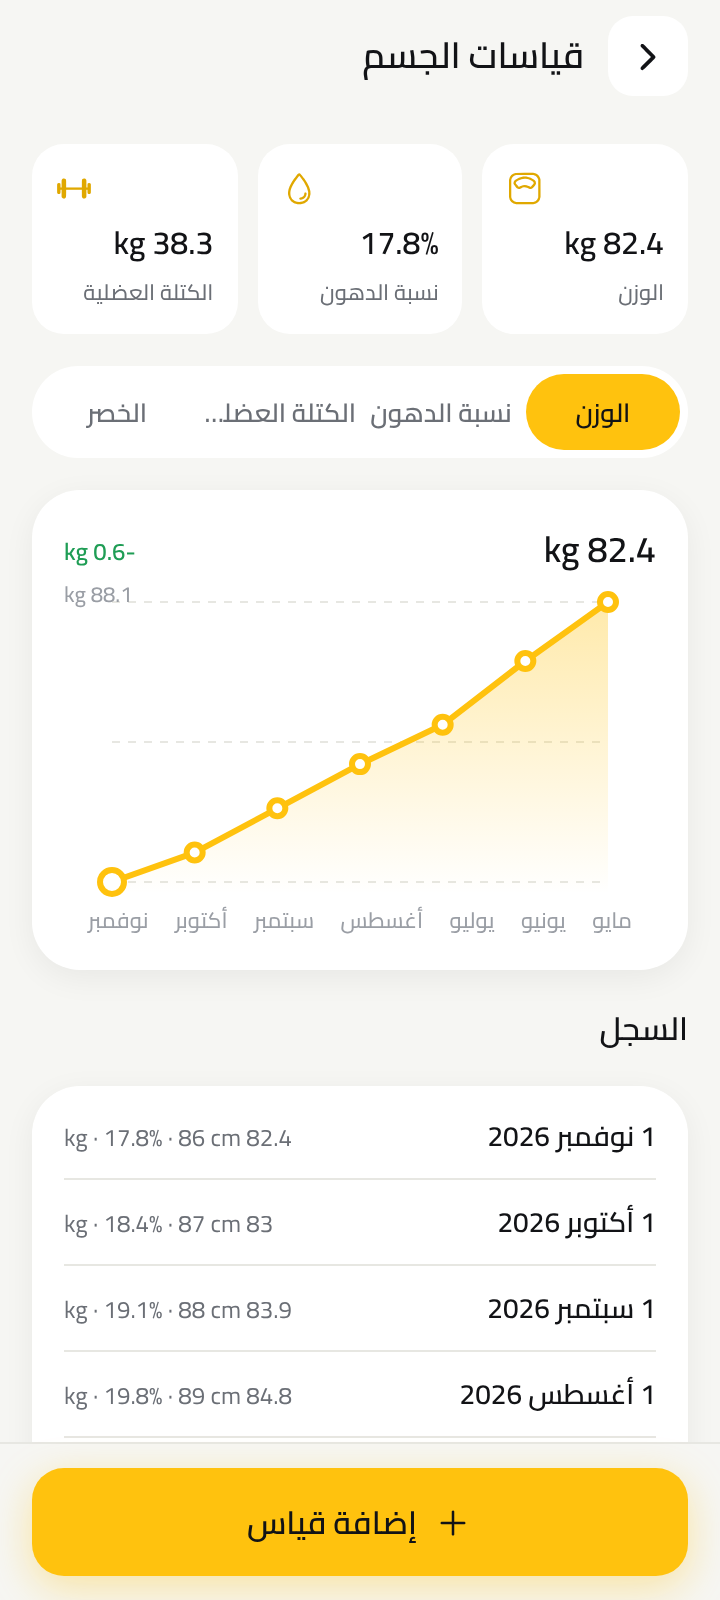 قياسات الجسم
82.4 kg
الوزن
17.8%
نسبة الدهون
38.3 kg
الكتلة العضلية
الوزن
نسبة الدهون
الكتلة العضلـ...
الخصر
82.4 kg
-0.6 kg
88.1 kg
مايو
يونيو
يوليو
أغسطس
سبتمبر
أكتوبر
نوفمبر
السجل
1 نوفمبر 2026
82.4 kg · 17.8% · 86 cm
1 أكتوبر 2026
83 kg · 18.4% · 87 cm
1 سبتمبر 2026
83.9 kg · 19.1% · 88 cm
1 أغسطس 2026
84.8 kg · 19.8% · 89 cm
إضافة قياس